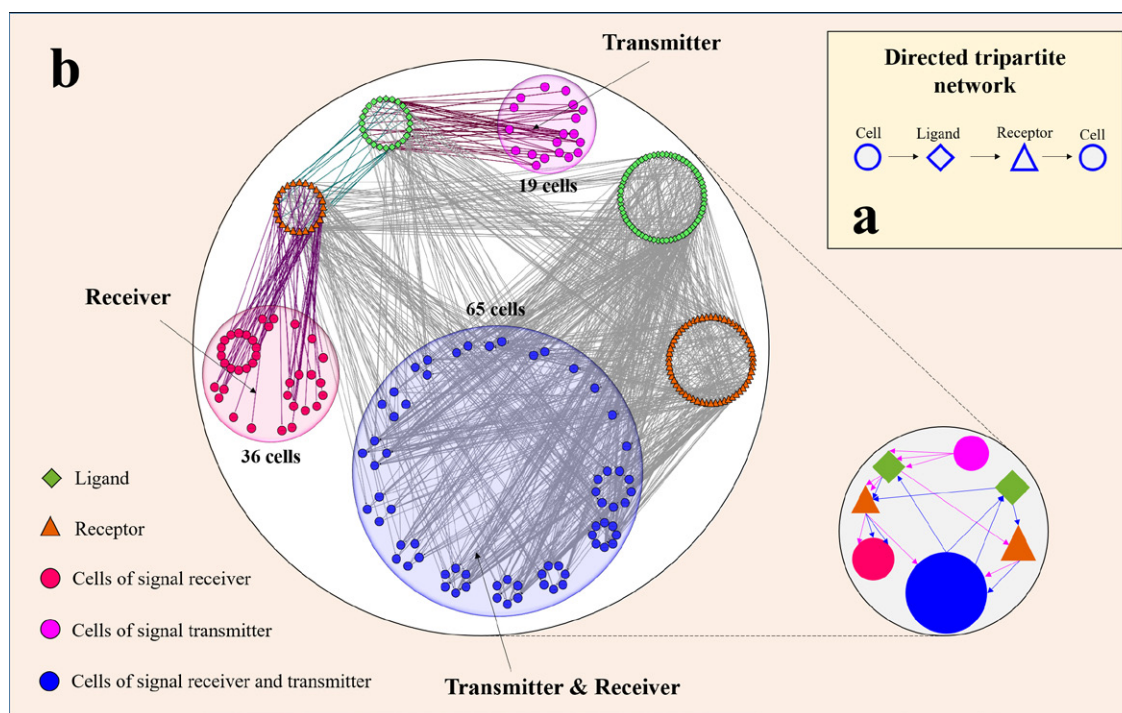 b
Transmitter
19 cells
Receiver
65 cells
36 cells
Transmitter & Receiver
Ligand
Receptor
Cells of signal receiver
Cells of signal transmitter
Cells of signal receiver and transmitter
Directed tripartite
network
Cell
Ligand
Receptor
Cell
a